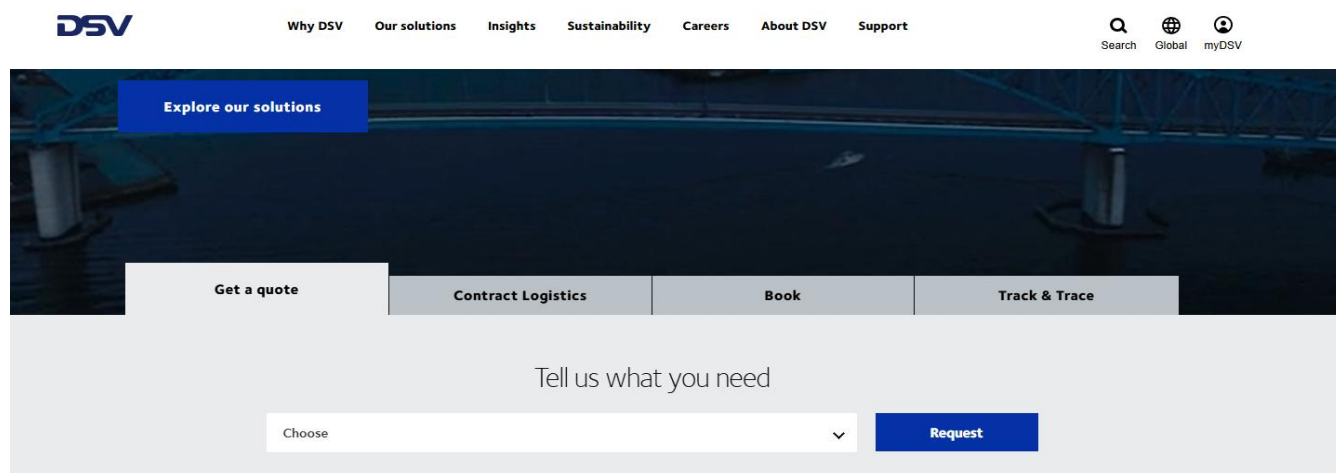 DSV
Why DSV Our solutions Insights Sustainability Careers About DSV Support
Search Global myDSV
Explore our solutions
Get a quote Contract Logistics Book Track & Trace
Tell us what you need
Choose Request